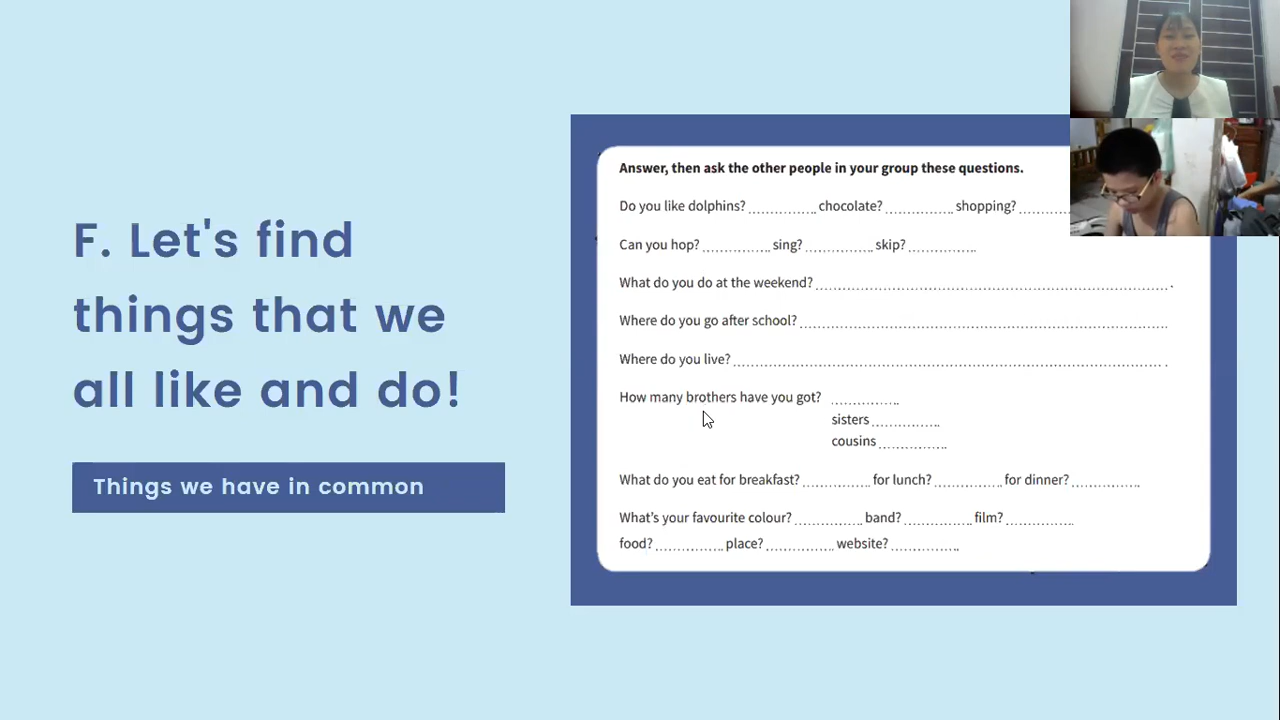 F. Let's find
things that we
all like and do!
Things we have in common
Answer, then ask the other people in your group these questions.
Do you like dolphins? ................ chocolate? ................ shopping? ............
Can you hop? ................ sing? ................ skip? ................
What do you do at the weekend? ................................................................................ .
Where do you go after school? ................................................................................
Where do you live? ................................................................................ .
How many brothers have you got? ................
sisters ................
cousins ................
What do you eat for breakfast? ................ for lunch? ................ for dinner? ................
What's your favourite colour? ................ band? ................ film? ................
food? ................ place? ................ website? ................